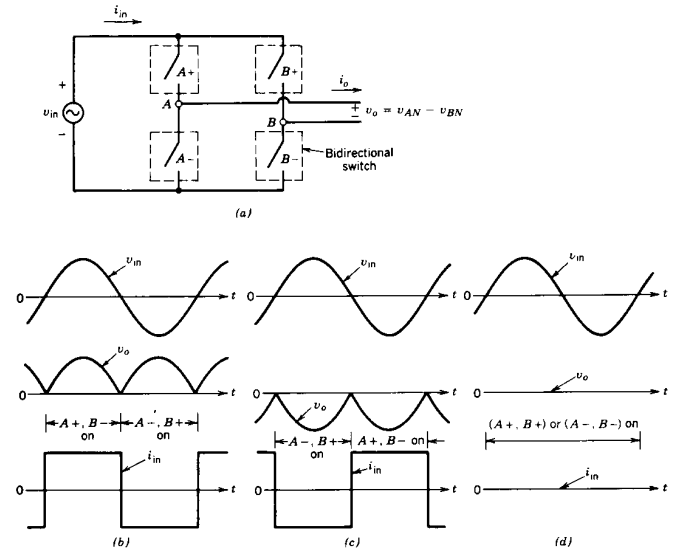 i_in
A+
B+
i_o
+
A
+
v_in
v_o = v_AN − v_BN
−
B
−
A−
B−
Bidirectional
switch
(a)
v_in
v_in
v_in
0
t
0
t
0
t
v_o
v_o
0
t
0
t
0
t
v_o
A+, B− A−, B+
on on
A−, B+ A+, B− on
on
(A+, B+) or (A−, B−) on
i_in
i_in
i_in
0
t
0
t
0
t
(b)
(c)
(d)